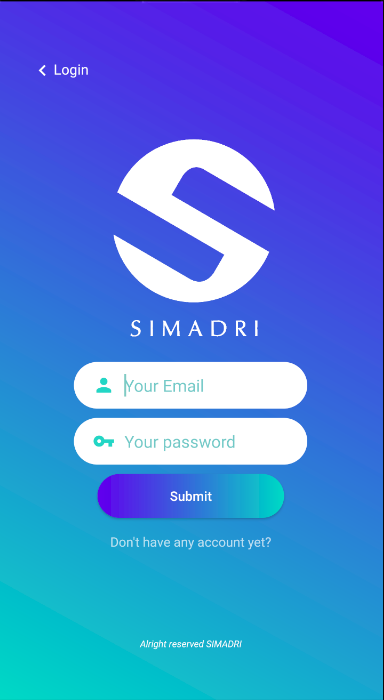 Login
SIMADRI
Your Email
Your password
Submit
Don't have any account yet?
Alright reserved SIMADRI